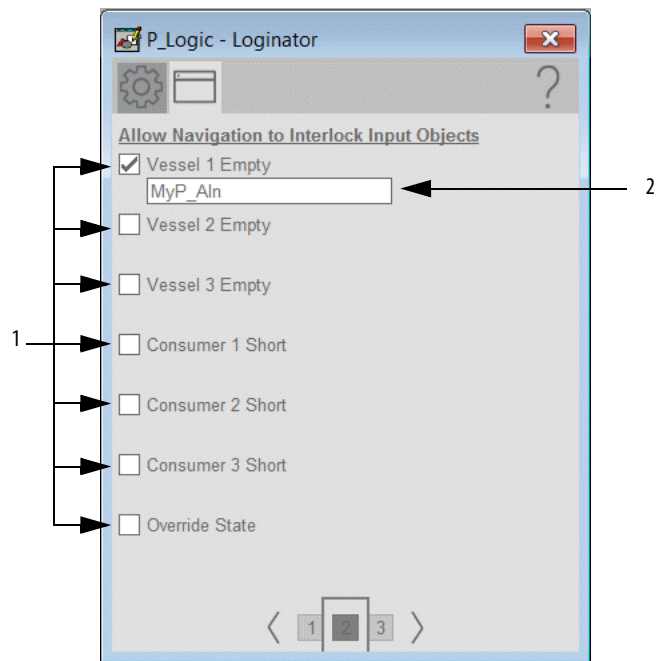 P_Logic - Loginator
?
Allow Navigation to Interlock Input Objects
Vessel 1 Empty
MyP_AIn
2
Vessel 2 Empty
Vessel 3 Empty
1
Consumer 1 Short
Consumer 2 Short
Consumer 3 Short
Override State
1 2 3